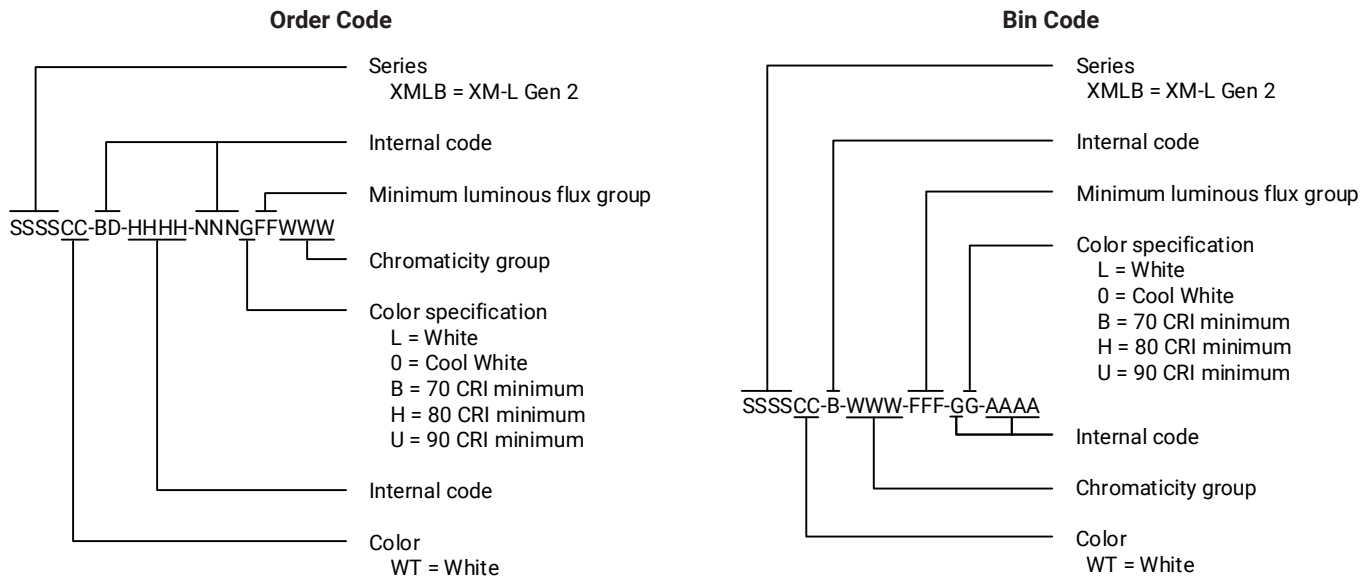 Order Code
Series
XMLB = XM-L Gen 2
Internal code
Minimum luminous flux group
SSSSCC-BD-HHHH-NNNGFFWWW
Chromaticity group
Color specification
L = White
0 = Cool White
B = 70 CRI minimum
H = 80 CRI minimum
U = 90 CRI minimum
Internal code
Color
WT = White
Bin Code
Series
XMLB = XM-L Gen 2
Internal code
Minimum luminous flux group
Color specification
L = White
0 = Cool White
B = 70 CRI minimum
H = 80 CRI minimum
U = 90 CRI minimum
SSSSCC-B-WWW-FFF-GG-AAAA
Internal code
Chromaticity group
Color
WT = White